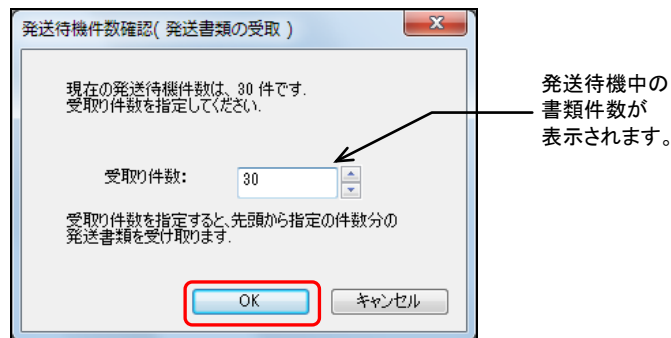 発送待機件数確認( 発送書類の受取 )
現在の発送待機件数は、30 件です.
受取り件数を指定してください.
受取り件数:
30
受取り件数を指定すると、先頭から指定の件数分の
発送書類を受け取ります.
OK
キャンセル
発送待機中の
書類件数が
表示されます。